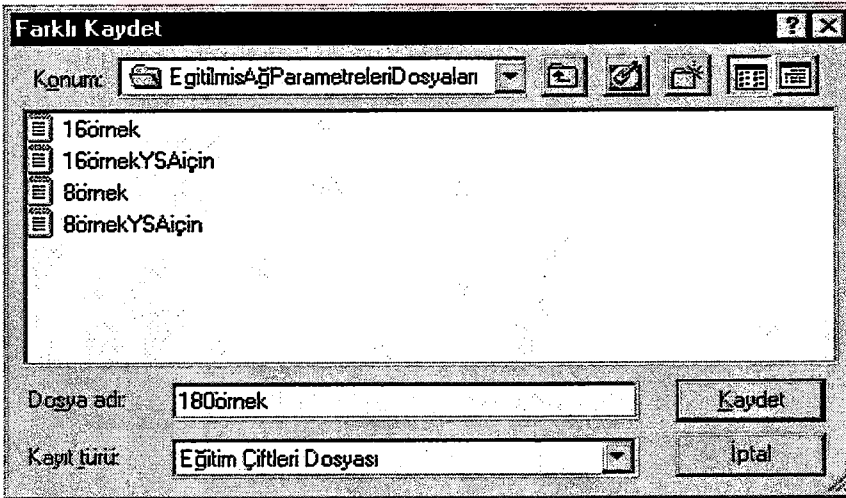 Farklı Kaydet
Konum: EgitilmisAğParametreleriDosyaları
16örnek
16örnekYSAiçin
8örnek
8örnekYSAiçin
Dosya adı: 180örnek Kaydet
Kayıt türü: Eğitim Çiftleri Dosyası İptal